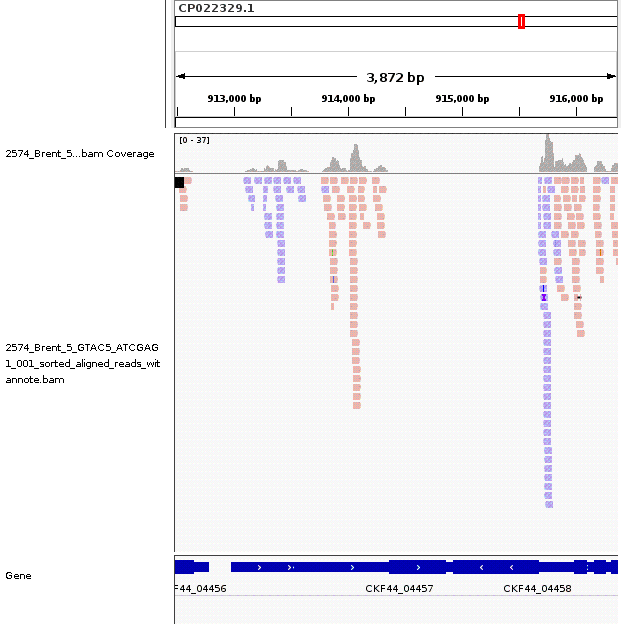 CP022329.1
3,872 bp
913,000 bp
914,000 bp
915,000 bp
916,000 bp
[0 - 37]
2574_Brent_5...bam Coverage
2574_Brent_5_GTAC5_ATCGAG
1_001_sorted_aligned_reads_wit
annote.bam
Gene
F44_04456
CKF44_04457
CKF44_04458